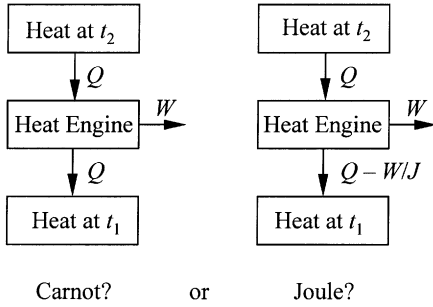 Heat at t₂
Heat at t₂
Q
Q
Heat Engine
W
Heat Engine
W
Q
Q – W/J
Heat at t₁
Heat at t₁
Carnot? or Joule?